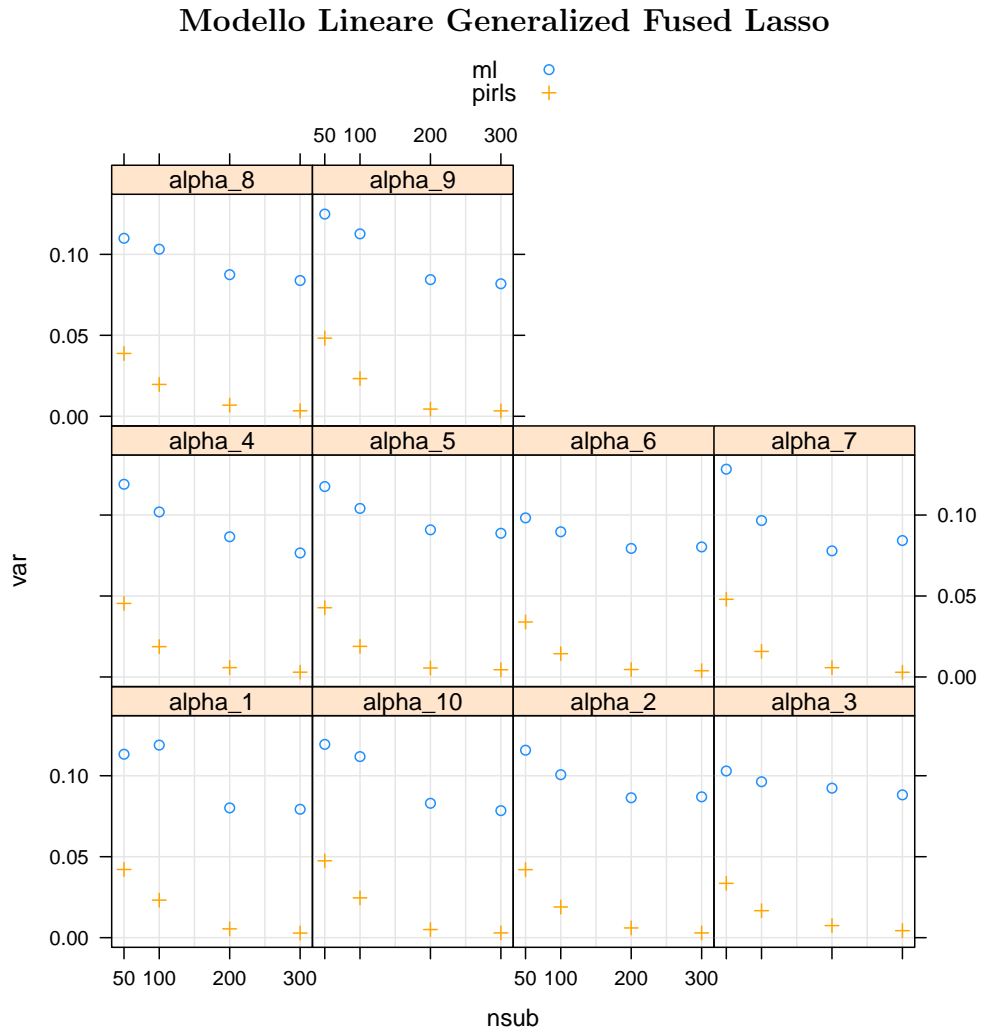 Modello Lineare Generalized Fused Lasso
ml
pirls
50 100 200 300
alpha_8 alpha_9
0.10
0.05
0.00
alpha_4 alpha_5 alpha_6 alpha_7
0.10
0.05
0.00
var
alpha_1 alpha_10 alpha_2 alpha_3
0.10
0.05
0.00
50 100 200 300 50 100 200 300
nsub